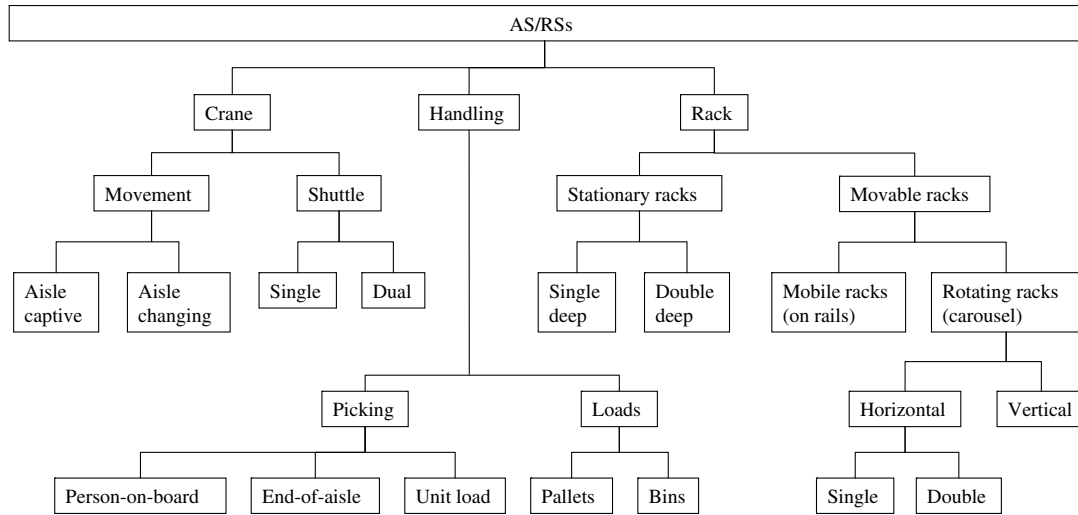 AS/RSs
Crane
Handling
Rack
Movement
Shuttle
Stationary racks
Movable racks
Aisle
captive
Aisle
changing
Single
Dual
Single
deep
Double
deep
Mobile racks
(on rails)
Rotating racks
(carousel)
Picking
Loads
Horizontal
Vertical
Person-on-board
End-of-aisle
Unit load
Pallets
Bins
Single
Double